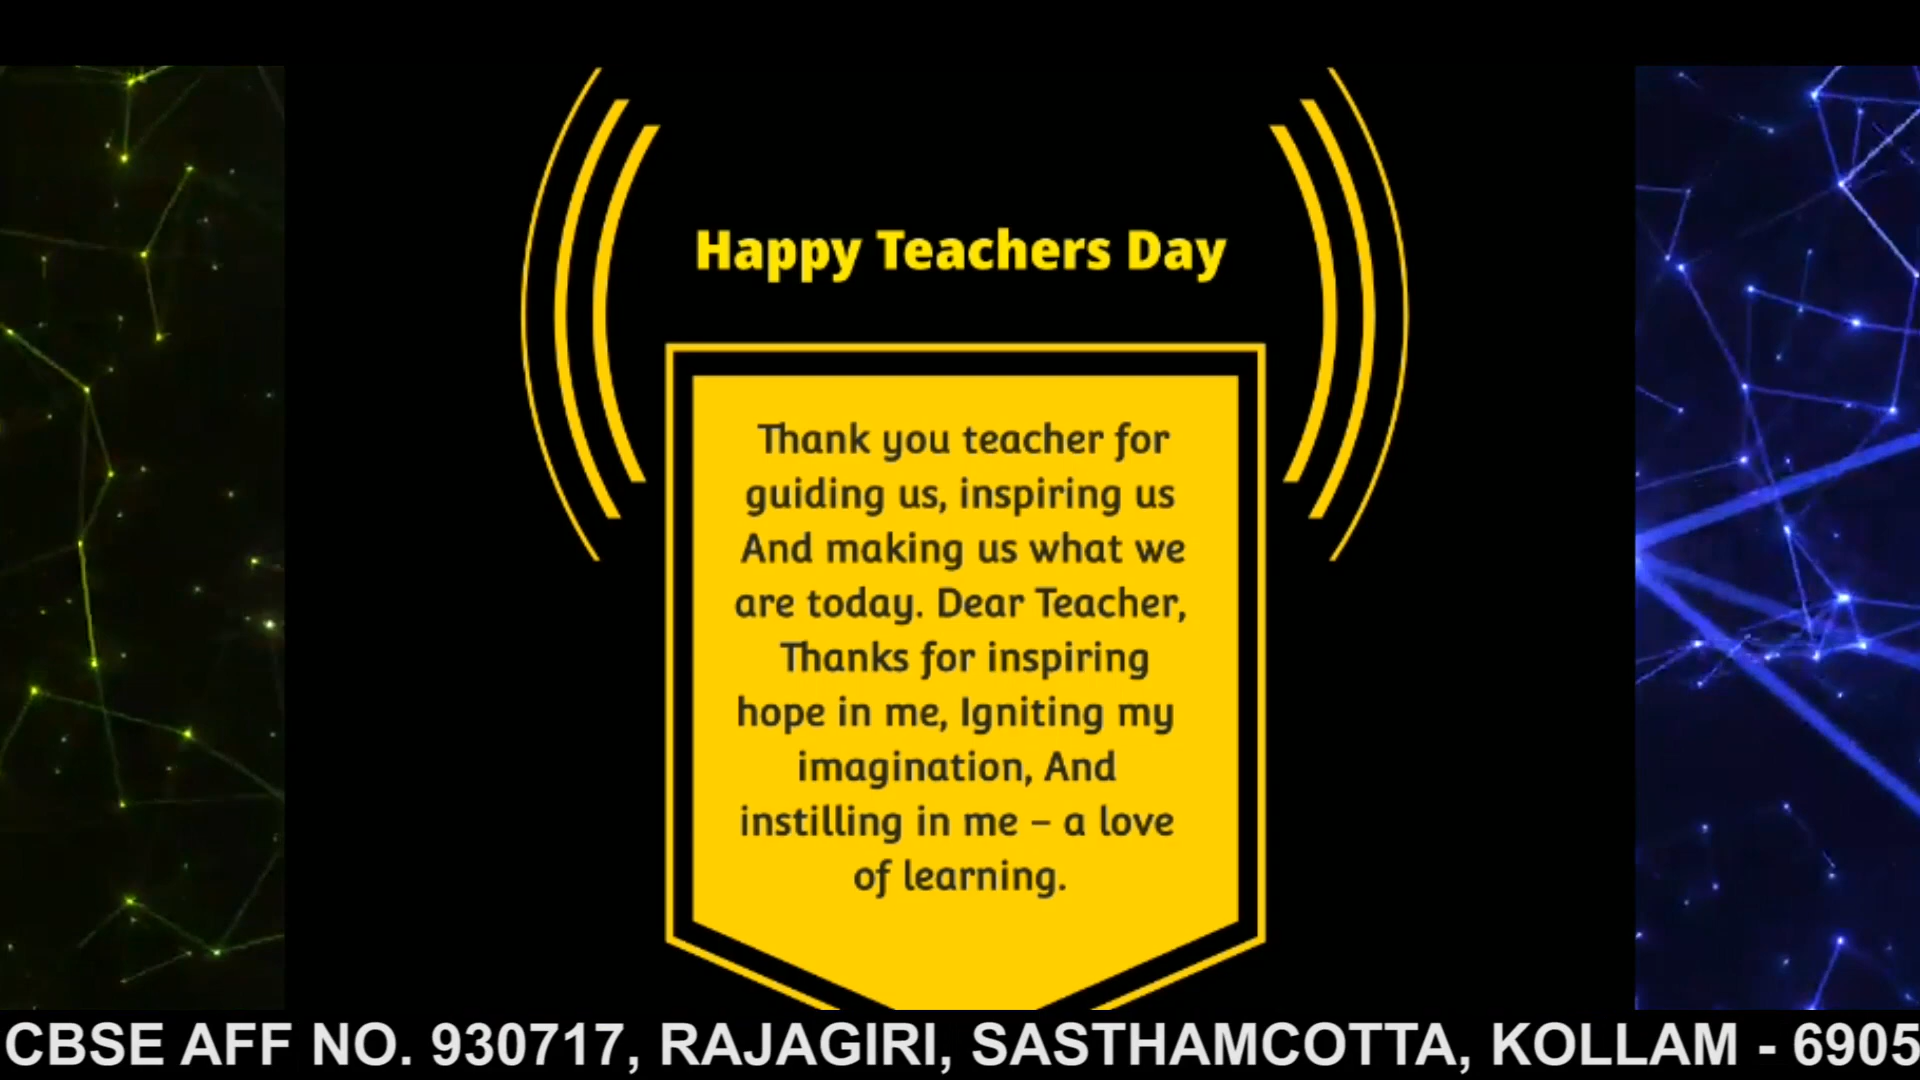 Happy Teachers Day
Thank you teacher for
guiding us, inspiring us
And making us what we
are today. Dear Teacher,
Thanks for inspiring
hope in me, Igniting my
imagination, And
instilling in me – a love
of learning.
CBSE AFF NO. 930717, RAJAGIRI, SASTHAMCOTTA, KOLLAM - 6905